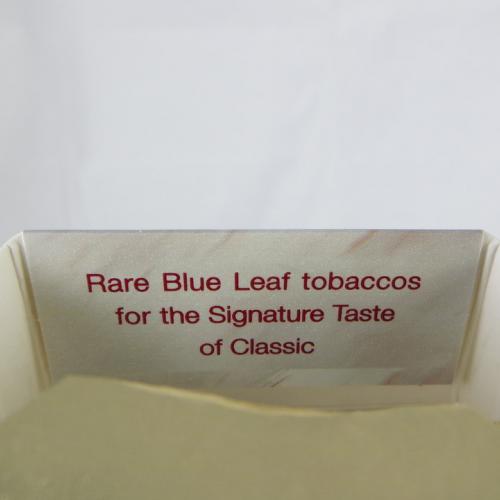 Rare Blue Leaf tobaccos
for the Signature Taste
of Classic